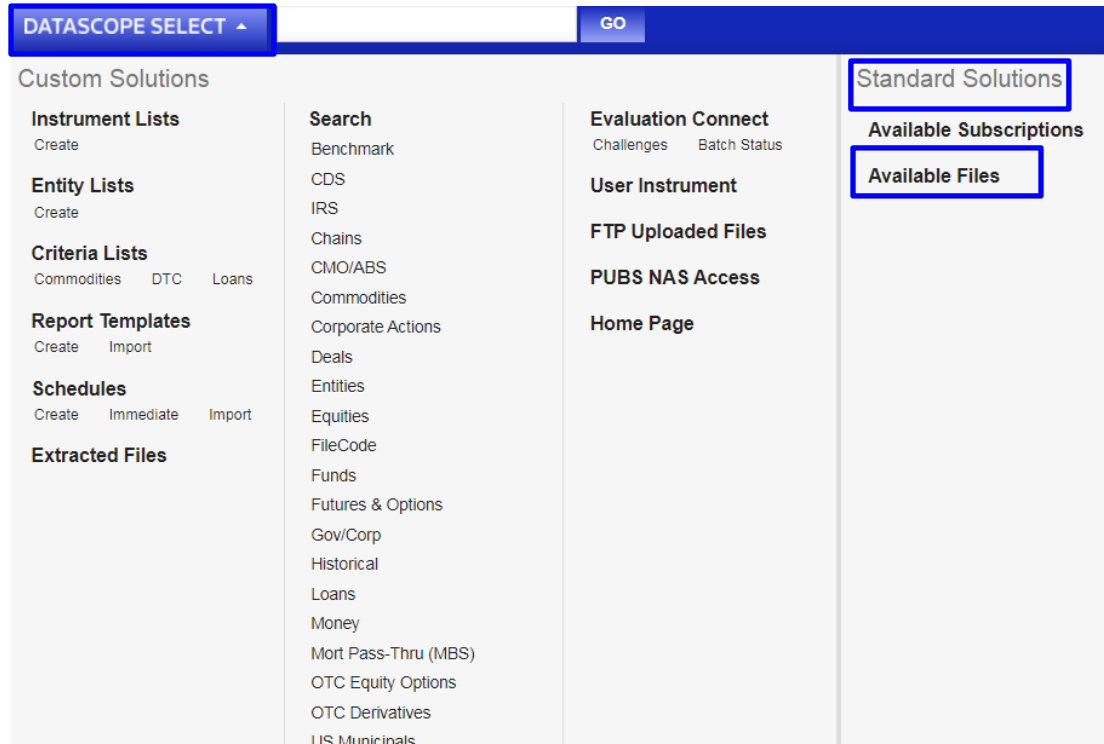 DATASCOPE SELECT
GO
Custom Solutions
Instrument Lists
Create
Entity Lists
Create
Criteria Lists
Commodities DTC Loans
Report Templates
Create Import
Schedules
Create Immediate Import
Extracted Files
Search
Benchmark
CDS
IRS
Chains
CMO/ABS
Commodities
Corporate Actions
Deals
Entities
Equities
FileCode
Funds
Futures & Options
Gov/Corp
Historical
Loans
Money
Mort Pass-Thru (MBS)
OTC Equity Options
OTC Derivatives
US Municipals
Evaluation Connect
Challenges Batch Status
User Instrument
FTP Uploaded Files
PUBS NAS Access
Home Page
Standard Solutions
Available Subscriptions
Available Files